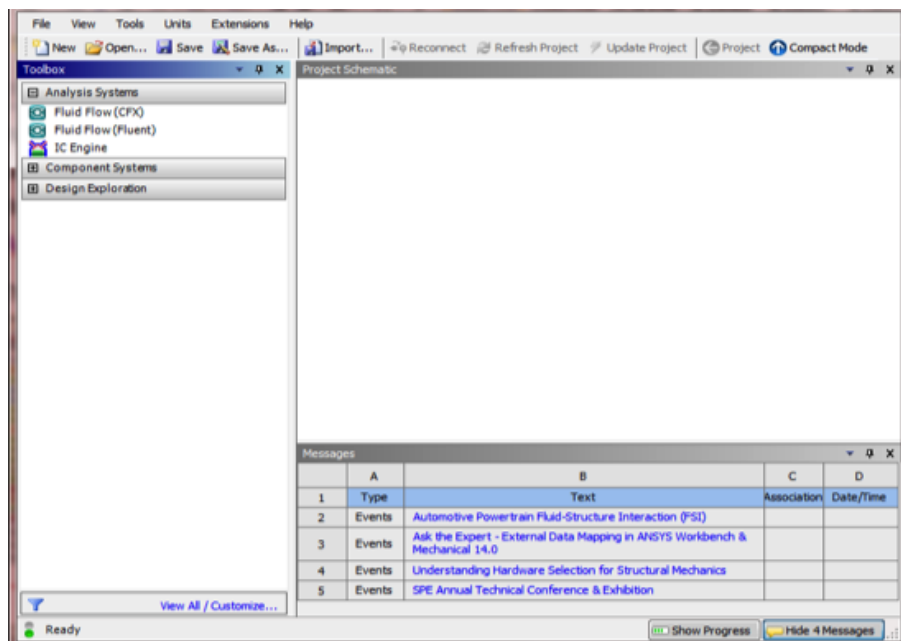 File View Tools Units Extensions Help
New Open... Save Save As... Import... Reconnect Refresh Project Update Project Project Compact Mode
Toolbox
Project Schematic
Analysis Systems
Fluid Flow (CFX)
Fluid Flow (Fluent)
IC Engine
Component Systems
Design Exploration
View All / Customize...
Messages
A B C D
1 Type Text Association Date/Time
2 Events Automotive Powertrain Fluid-Structure Interaction (FSI)
3 Events Ask the Expert - External Data Mapping in ANSYS Workbench &
Mechanical 14.0
4 Events Understanding Hardware Selection for Structural Mechanics
5 Events SPE Annual Technical Conference & Exhibition
Ready Show Progress Hide 4 Messages